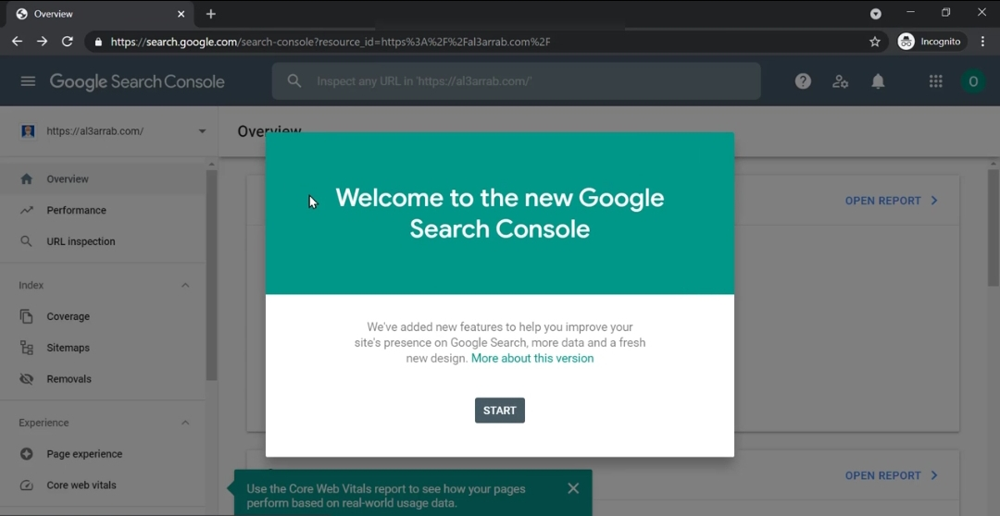 Overview
https://search.google.com/search-console?resource_id=https%3A%2F%2Fal3arrab.com%2F
Incognito
Google Search Console
Inspect any URL in 'https://al3arrab.com/'
O
https://al3arrab.com/
Overview
Overview
Performance
URL inspection
Index
Coverage
Sitemaps
Removals
Experience
Page experience
Core web vitals
OPEN REPORT
Welcome to the new Google
Search Console
We've added new features to help you improve your
site's presence on Google Search, more data and a fresh
new design. More about this version
START
OPEN REPORT
Use the Core Web Vitals report to see how your pages
perform based on real-world usage data.